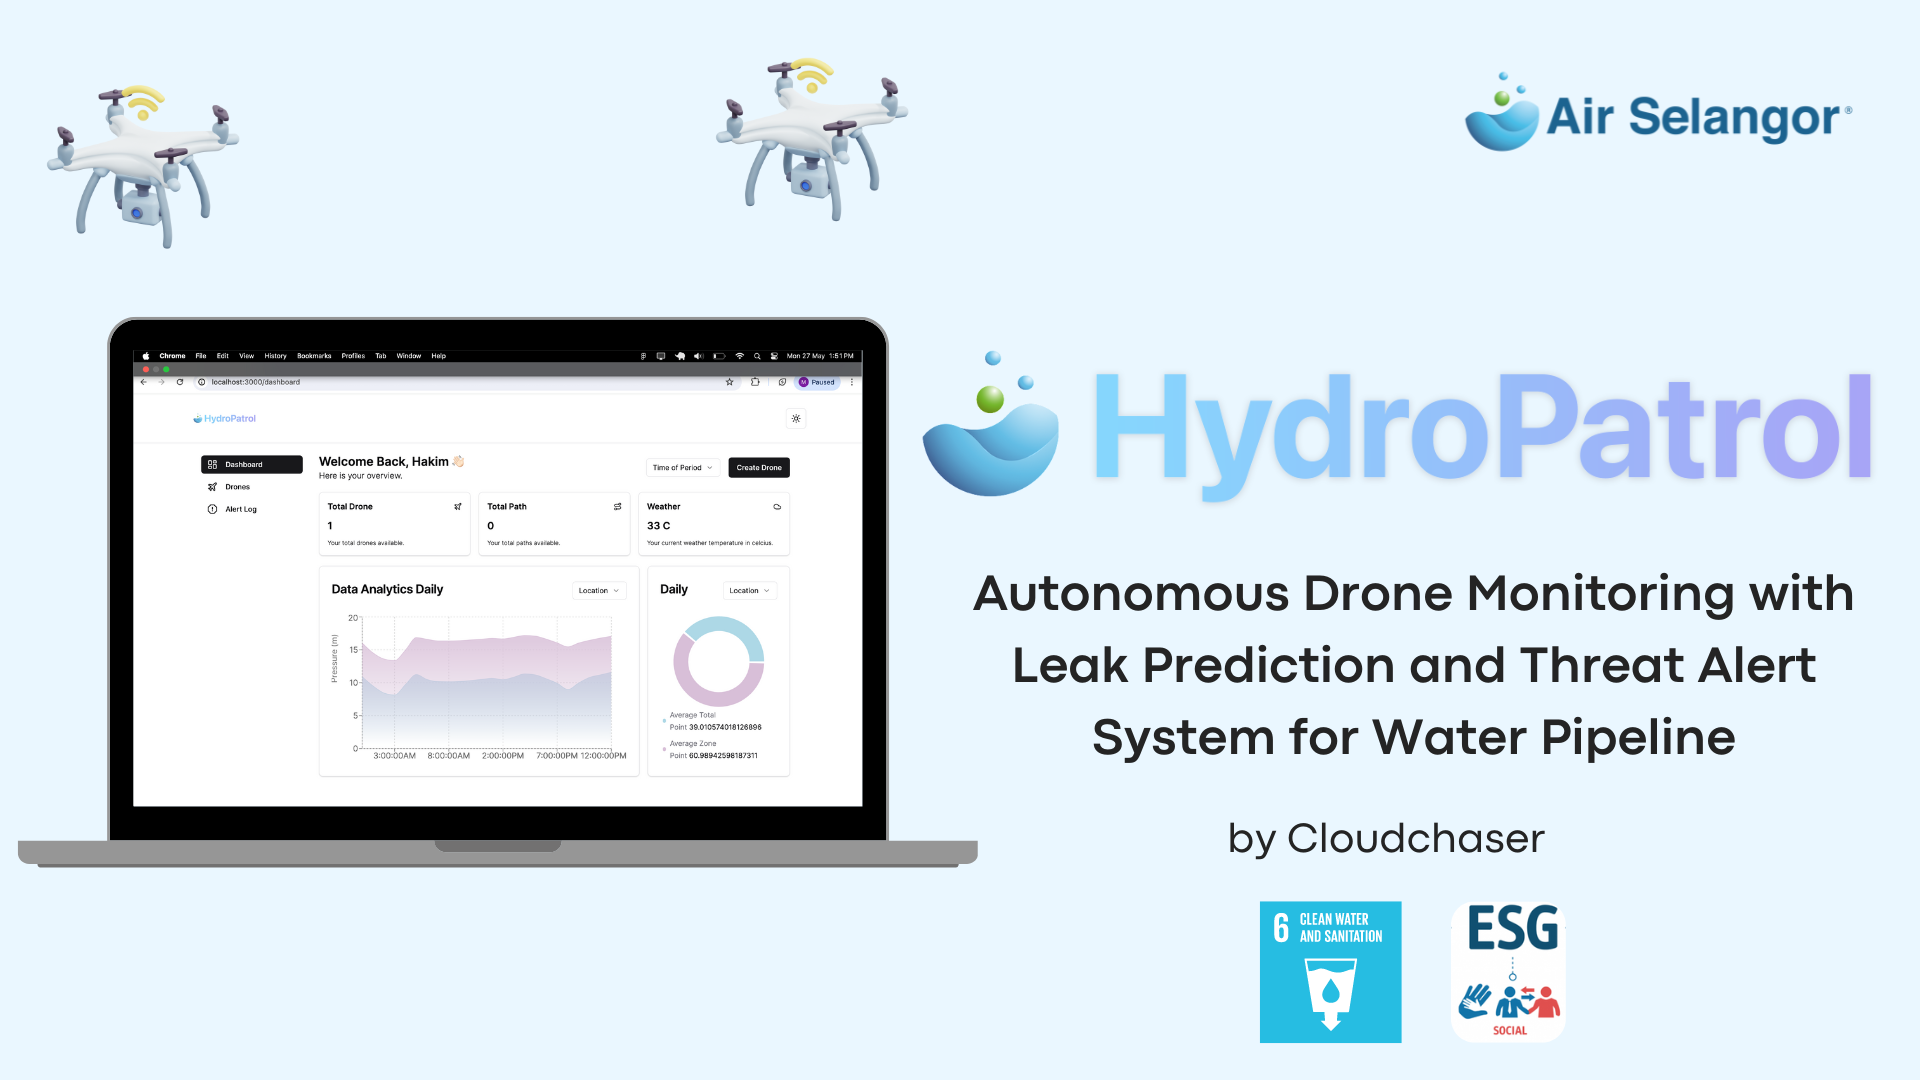 Air Selangor®
Chrome File Edit View History Bookmarks Profiles Tab Window Help
Mon 27 May 1:51 PM
localhost:3000/dashboard
M Paused
HydroPatrol
Dashboard
Drones
Alert Log
Welcome Back, Hakim 👋🏻
Here is your overview.
Time of Period
Create Drone
Total Drone
1
Your total drones available.
Total Path
0
Your total paths available.
Weather
33 C
Your current weather temperature in celcius.
Data Analytics Daily
Location
Pressure (m)
20
15
10
5
0
3:00:00AM 8:00:00AM 2:00:00PM 7:00:00PM 12:00:00PM
Daily
Location
Average Total
Point 39.010574018126896
Average Zone
Point 60.98942598187311
HydroPatrol
Autonomous Drone Monitoring with
Leak Prediction and Threat Alert
System for Water Pipeline
by Cloudchaser
6 CLEAN WATER
AND SANITATION
ESG
SOCIAL